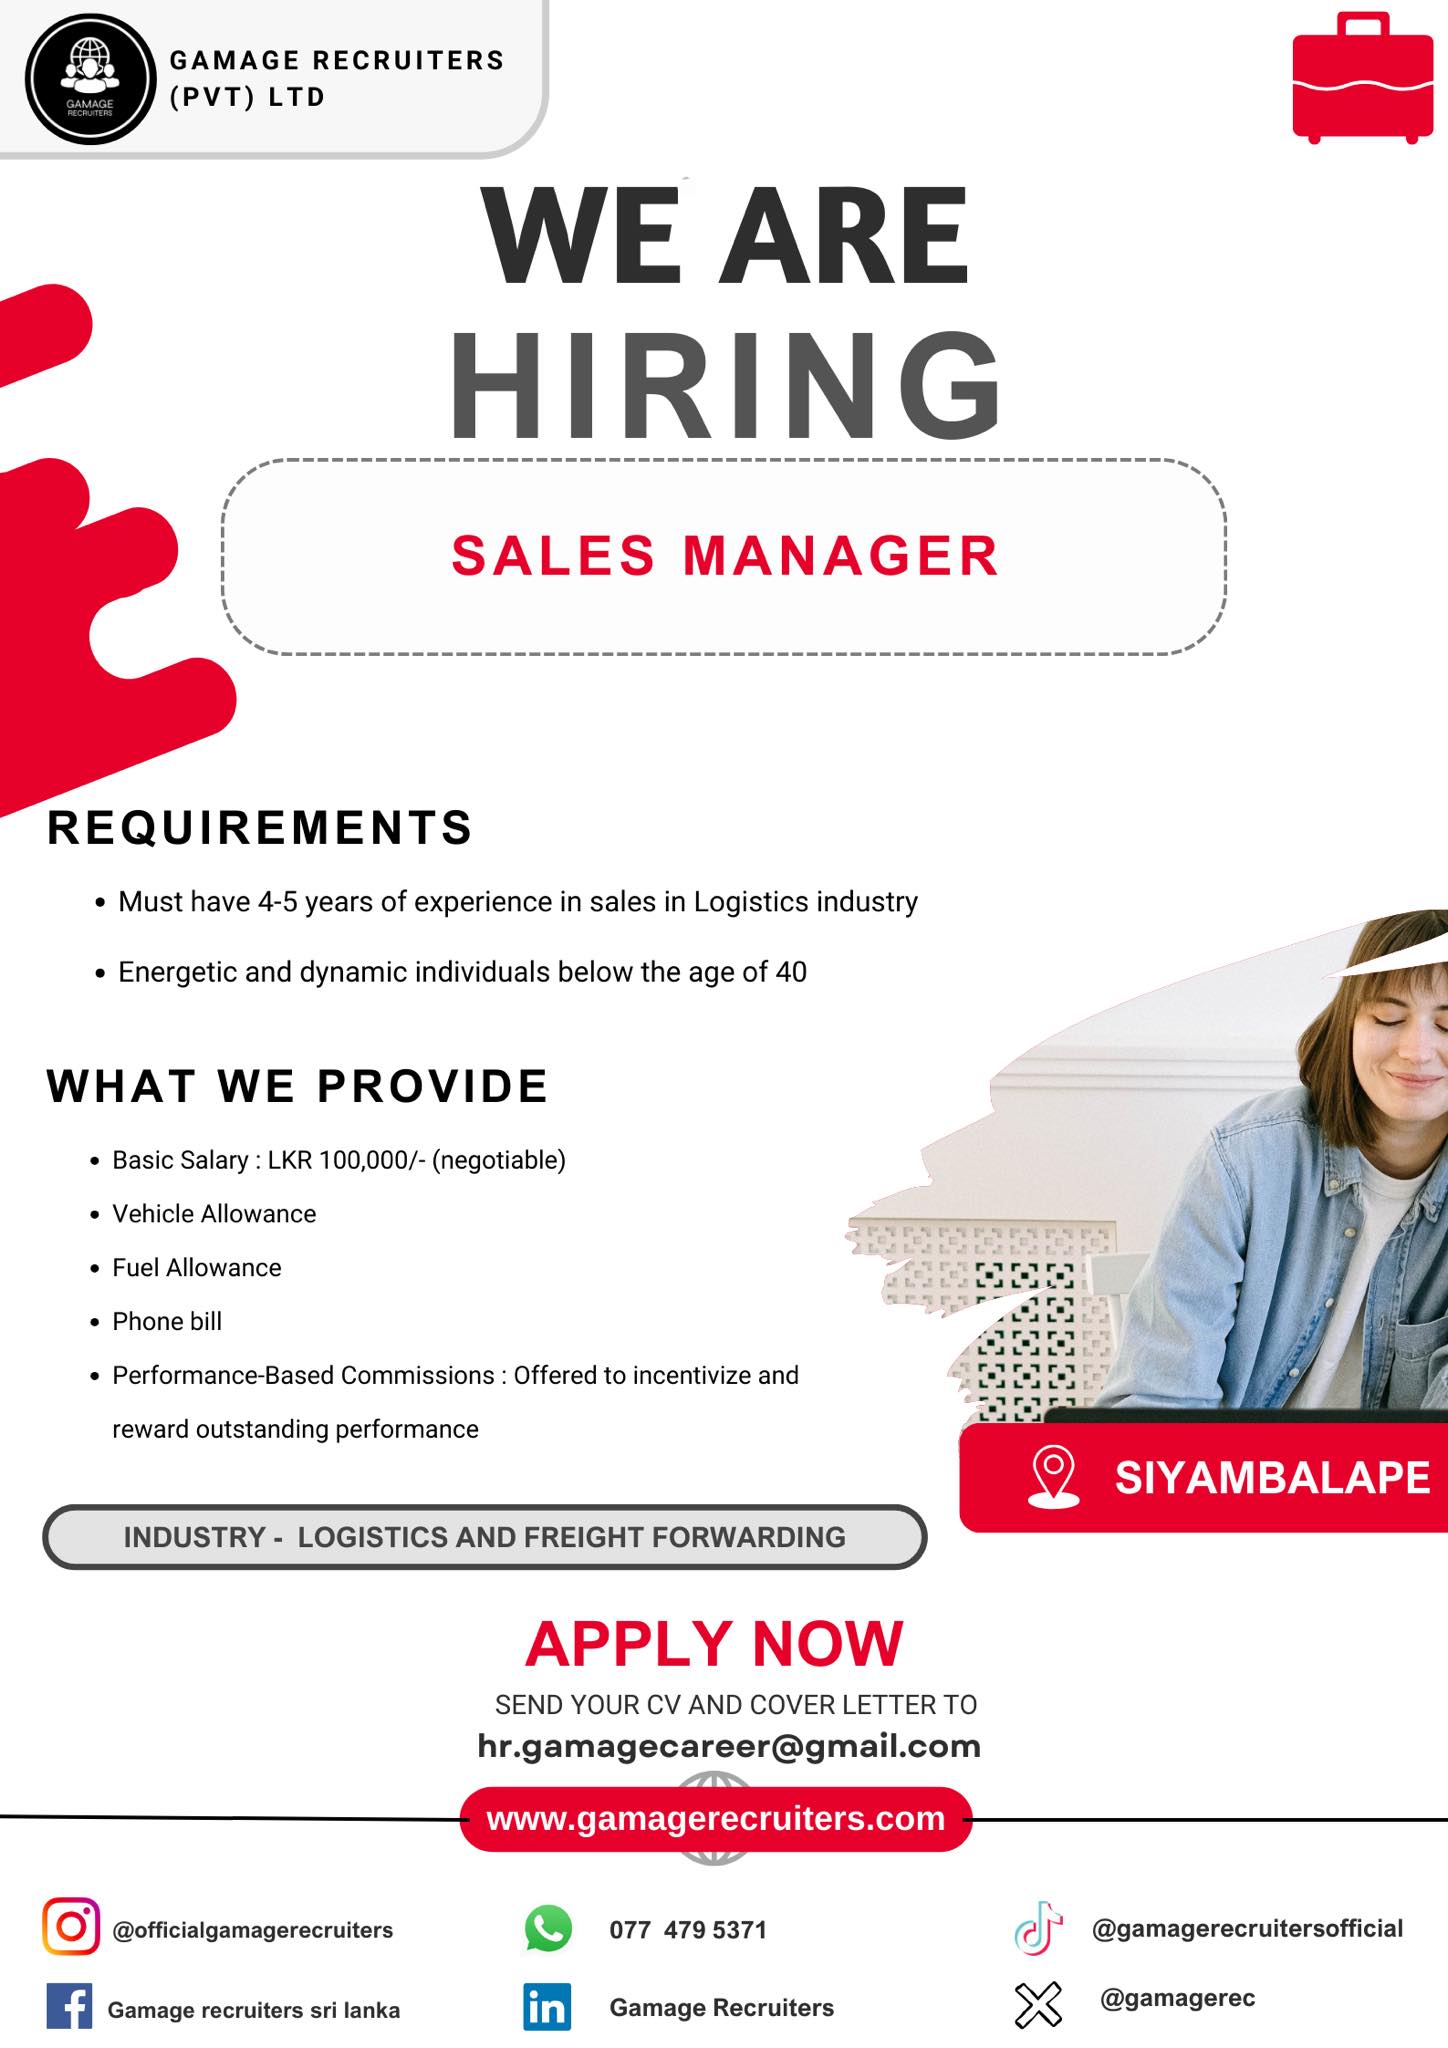 GAMAGE
RECRUITERS
GAMAGE RECRUITERS
(PVT) LTD
WE ARE
HIRING
SALES MANAGER
REQUIREMENTS
• Must have 4-5 years of experience in sales in Logistics industry
• Energetic and dynamic individuals below the age of 40
WHAT WE PROVIDE
• Basic Salary : LKR 100,000/- (negotiable)
• Vehicle Allowance
• Fuel Allowance
• Phone bill
• Performance-Based Commissions : Offered to incentivize and
reward outstanding performance
SIYAMBALAPE
INDUSTRY - LOGISTICS AND FREIGHT FORWARDING
APPLY NOW
SEND YOUR CV AND COVER LETTER TO
hr.gamagecareer@gmail.com
www.gamagerecruiters.com
@officialgamagerecruiters
077 479 5371
@gamagerecruitersofficial
Gamage recruiters sri lanka
Gamage Recruiters
@gamagerec